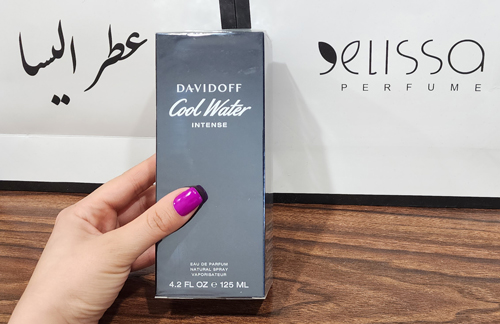 عطر اليسا
elissa
PERFUME
DAVIDOFF
Cool Water
INTENSE
EAU DE PARFUM
NATURAL SPRAY
VAPORISATEUR
4.2 FL OZ e 125 ML